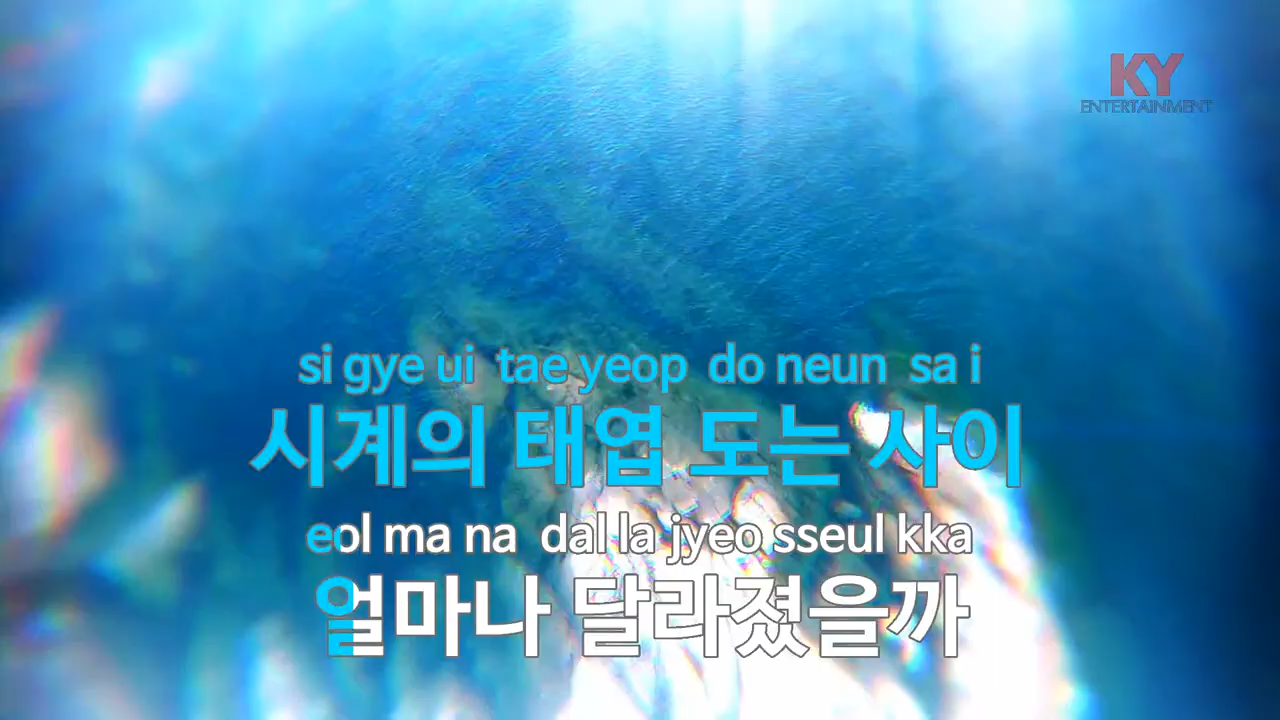 KY
ENTERTAINMENT
si gye ui tae yeop do neun sa i
시계의 태엽 도는 사이
eol ma na dal la jyeo sseul kka
얼마나 달라졌을까